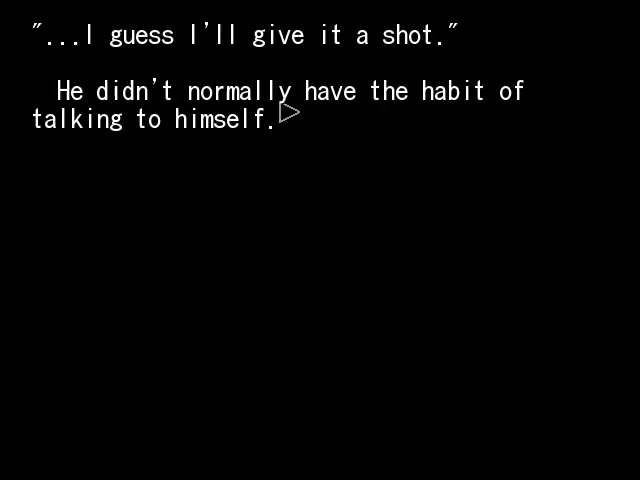 "...I guess I'll give it a shot."
He didn't normally have the habit of
talking to himself.